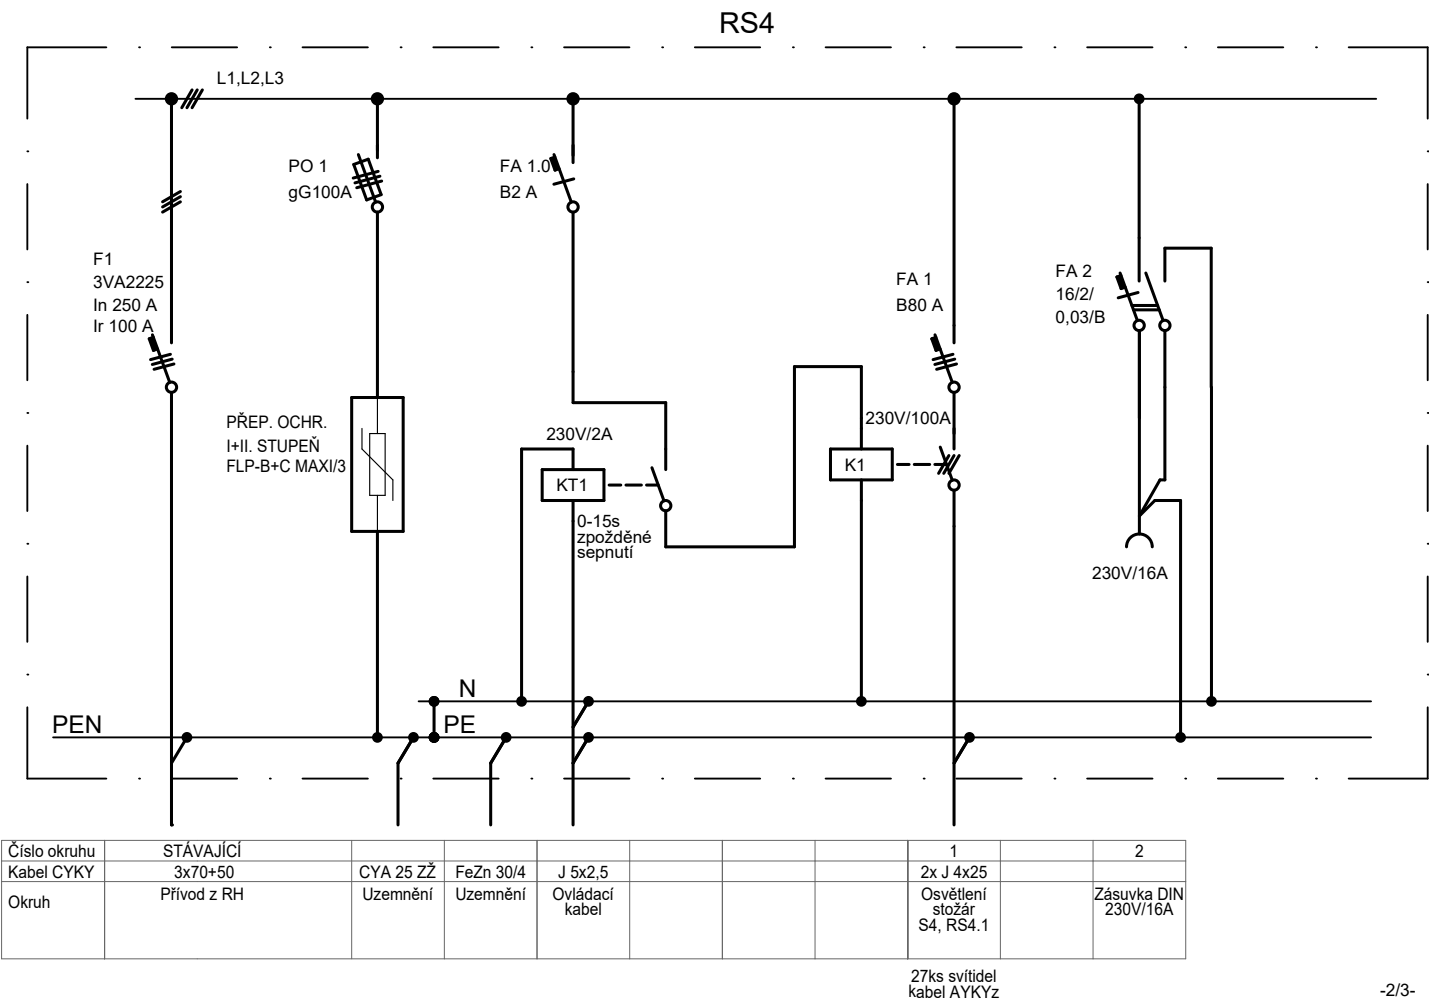 RS4
L1,L2,L3
PO 1
gG100A
FA 1.0
B2 A
F1
3VA2225
In 250 A
Ir 100 A
FA 1
B80 A
FA 2
16/2/
0,03/B
PŘEP. OCHR.
I+II. STUPEŇ
FLP-B+C MAXI/3
230V/2A
KT1
0-15s
zpožděné
sepnutí
230V/100A
K1
230V/16A
N
PEN
PE
Číslo okruhu STÁVAJÍCÍ 1 2
Kabel CYKY 3x70+50 CYA 25 ZŽ FeZn 30/4 J 5x2,5 2x J 4x25
Okruh
Přívod z RH
Uzemnění
Uzemnění
Ovládací
kabel
Osvětlení
stožár
S4, RS4.1
Zásuvka DIN
230V/16A
27ks svítidel
kabel AYKYz
-2/3-